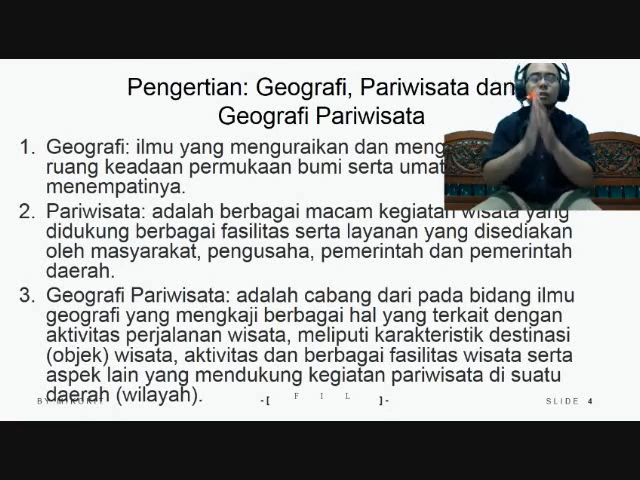 Pengertian: Geografi, Pariwisata dan
Geografi Pariwisata
1. Geografi: ilmu yang menguraikan dan
ruang keadaan permukaan bumi serta umat
menempatinya.
2. Pariwisata: adalah berbagai macam kegiatan wisata yang
didukung berbagai fasilitas serta layanan yang disediakan
oleh masyarakat, pengusaha, pemerintah dan pemerintah
daerah.
3. Geografi Pariwisata: adalah cabang dari pada bidang ilmu
geografi yang mengkaji berbagai hal yang terkait dengan
aktivitas perjalanan wisata, meliputi karakteristik destinasi
(objek) wisata, aktivitas dan berbagai fasilitas wisata serta
aspek lain yang mendukung kegiatan pariwisata di suatu
daerah (wilayah).
BY -[ F I L ]- SLIDE 4